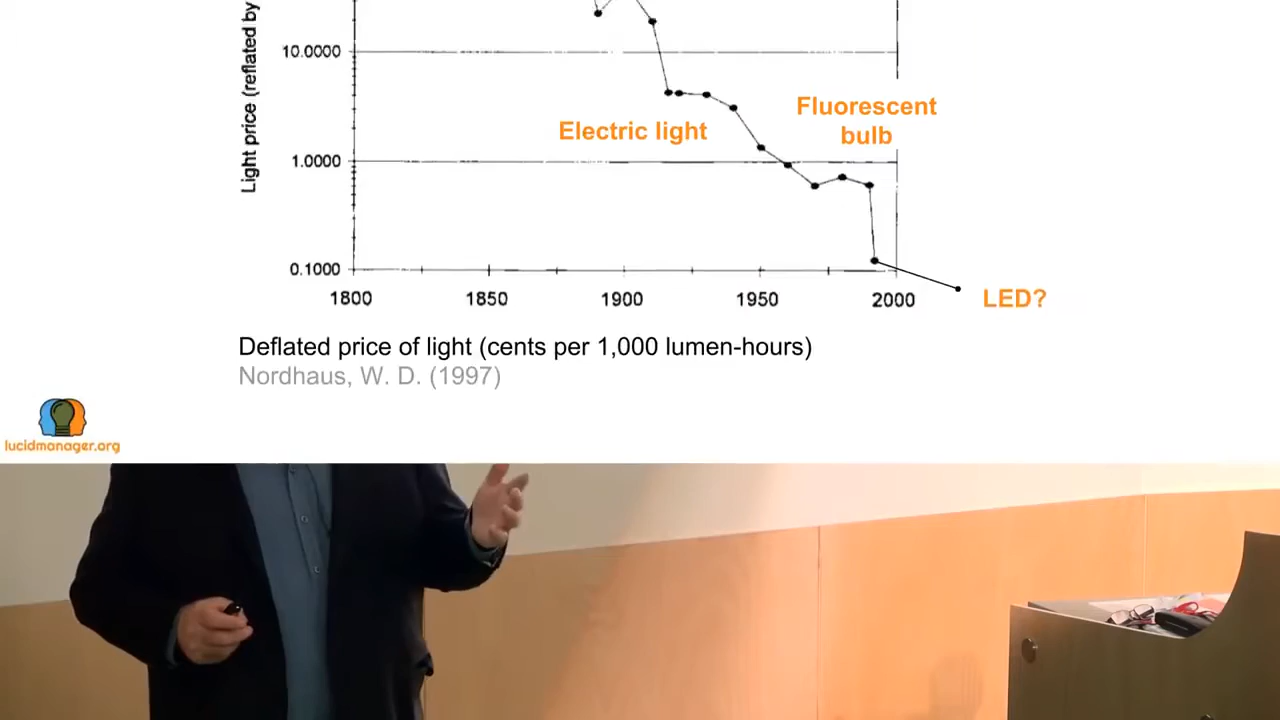 Light price (reflated by
10.0000
1.0000
0.1000
Electric light
Fluorescent
bulb
1800 1850 1900 1950 2000
LED?
Deflated price of light (cents per 1,000 lumen-hours)
Nordhaus, W. D. (1997)
lucidmanager.org